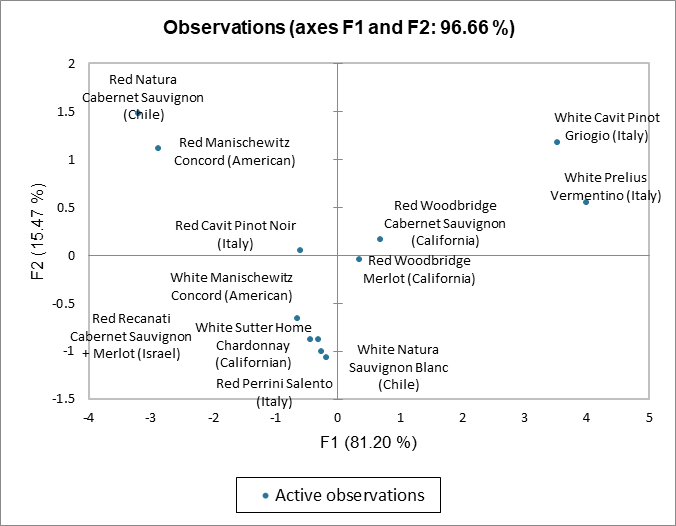 Observations (axes F1 and F2: 96.66 %)
2
1.5
1
0.5
0
-0.5
-1
-1.5
F2 (15.47 %)
Red Natura
Cabernet Sauvignon
(Chile)
Red Manischewitz
Concord (American)
White Cavit Pinot
Griogio (Italy)
White Prelius
Vermentino (Italy)
Red Woodbridge
Cabernet Sauvignon
(California)
Red Cavit Pinot Noir
(Italy)
Red Woodbridge
Merlot (California)
White Manischewitz
Concord (American)
Red Recanati
Cabernet Sauvignon
+ Merlot (Israel)
White Sutter Home
Chardonnay
(Californian)
White Natura
Sauvignon Blanc
(Chile)
Red Perrini Salento
(Italy)
-4 -3 -2 -1 0 1 2 3 4 5
F1 (81.20 %)
Active observations